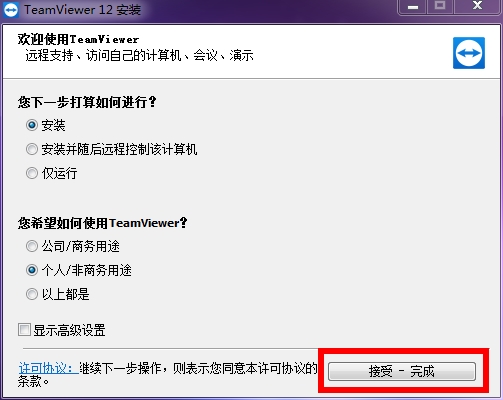 TeamViewer 12 安装
欢迎使用TeamViewer
远程支持、访问自己的计算机、会议、演示
您下一步打算如何进行?
安装
安装并随后远程控制该计算机
仅运行
您希望如何使用TeamViewer?
公司/商务用途
个人/非商务用途
以上都是
显示高级设置
许可协议:继续下一步操作，则表示您同意本许可协议的
条款。
接受 - 完成